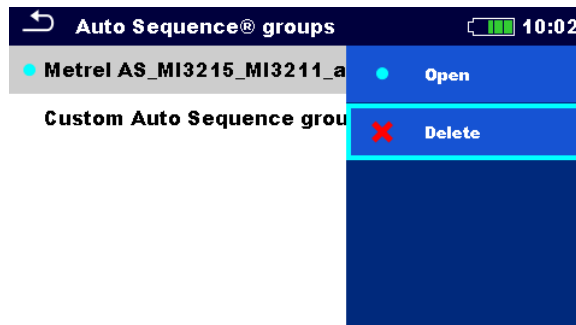 Auto Sequence® groups
10:02
Metrel AS_MI3215_MI3211_a
Open
Custom Auto Sequence grou
Delete